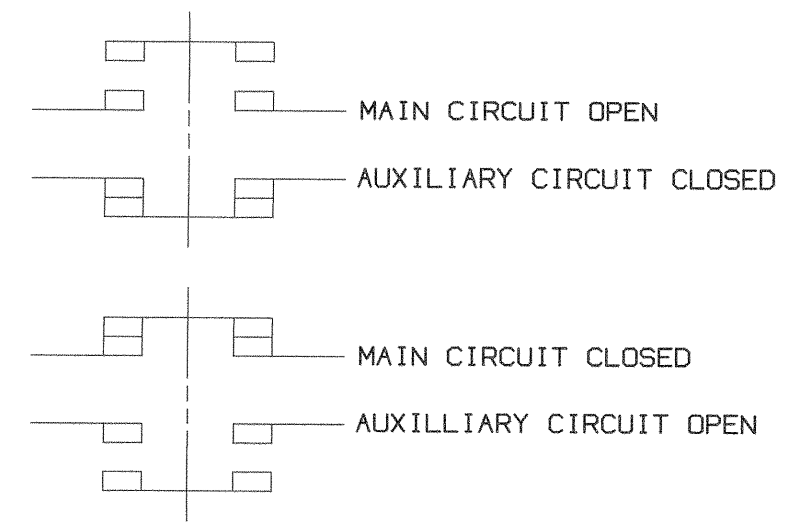 MAIN CIRCUIT OPEN
AUXILIARY CIRCUIT CLOSED
MAIN CIRCUIT CLOSED
AUXILLIARY CIRCUIT OPEN